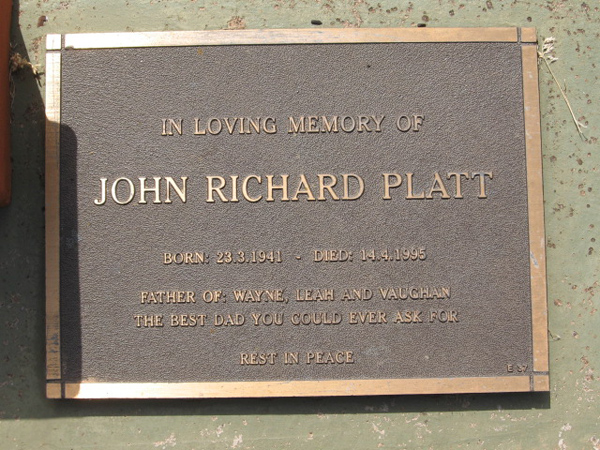 IN LOVING MEMORY OF
JOHN RICHARD PLATT
BORN: 23.3.1941 - DIED: 14.4.1995
FATHER OF: WAYNE, LEAH AND VAUGHAN
THE BEST DAD YOU COULD EVER ASK FOR
REST IN PEACE
E 37